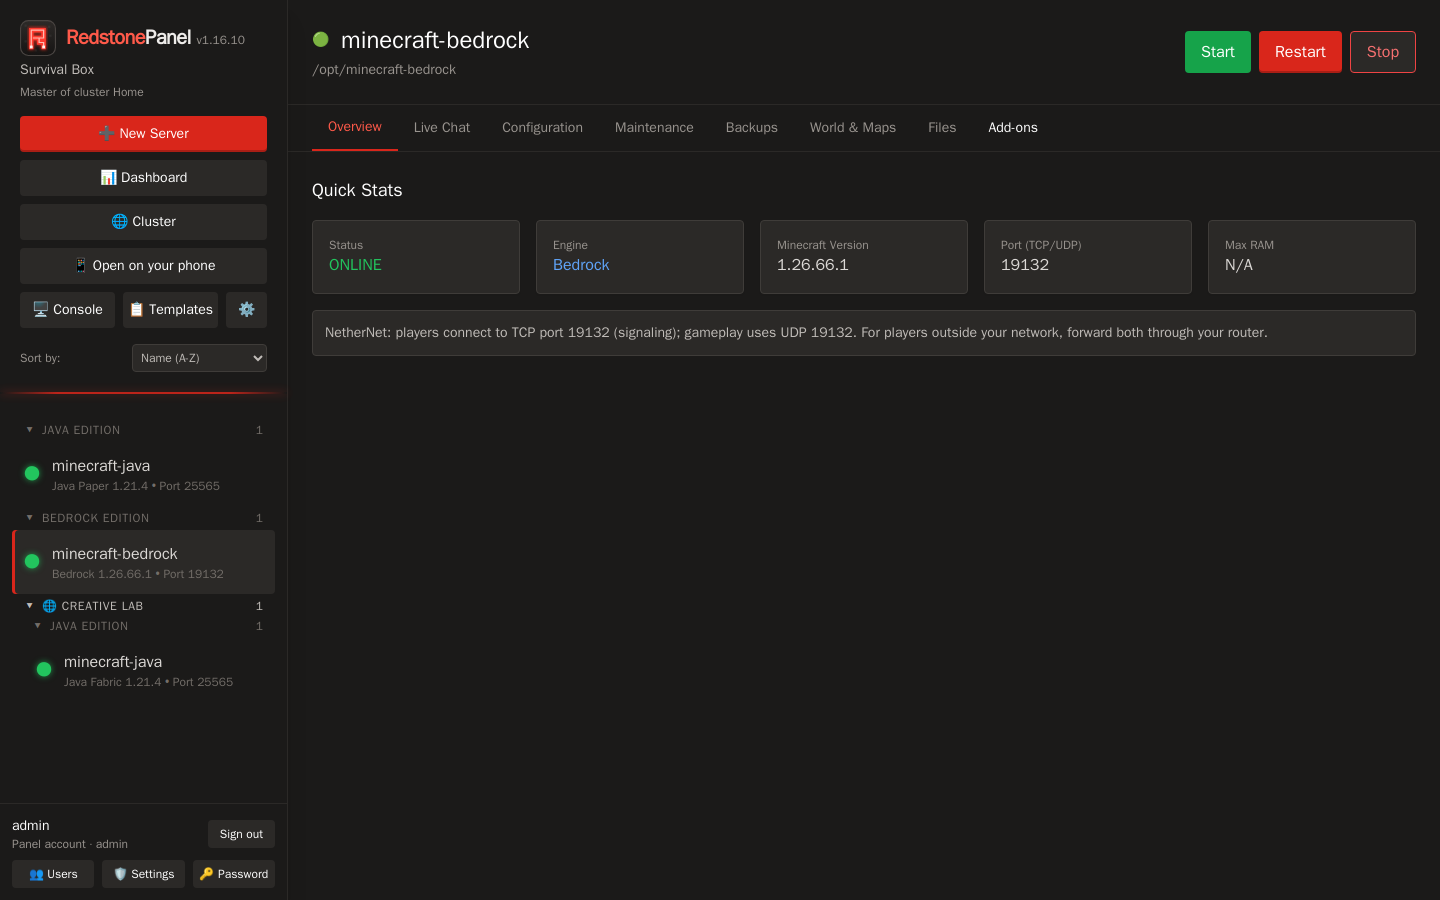 RedstonePanel v1.16.10
Survival Box
Master of cluster Home
➕ New Server
📊 Dashboard
🌐 Cluster
📱 Open on your phone
🖥️ Console
📋 Templates
Sort by:
Name (A-Z)
JAVA EDITION 1
minecraft-java
Java Paper 1.21.4 • Port 25565
BEDROCK EDITION 1
minecraft-bedrock
Bedrock 1.26.66.1 • Port 19132
🌐 CREATIVE LAB 1
JAVA EDITION 1
minecraft-java
Java Fabric 1.21.4 • Port 25565
admin
Panel account · admin
Sign out
👥 Users
🛡️ Settings
🔑 Password
minecraft-bedrock
/opt/minecraft-bedrock
Start
Restart
Stop
Overview
Live Chat
Configuration
Maintenance
Backups
World & Maps
Files
Add-ons
Quick Stats
Status
ONLINE
Engine
Bedrock
Minecraft Version
1.26.66.1
Port (TCP/UDP)
19132
Max RAM
N/A
NetherNet: players connect to TCP port 19132 (signaling); gameplay uses UDP 19132. For players outside your network, forward both through your router.